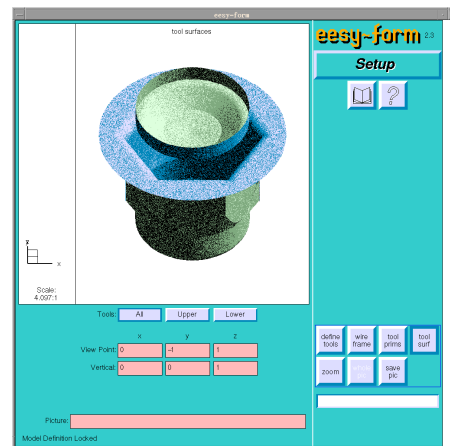 eesy-form
tool surfaces
eesy-form 2.3
Setup
?
z
x
Scale:
4.097:1
Tools: All Upper Lower
x y z
View Point: 0 -1 1
Vertical: 0 0 1
Picture:
Model Definition Locked
define tools
wire frame
tool prims
tool surf
zoom
save pic